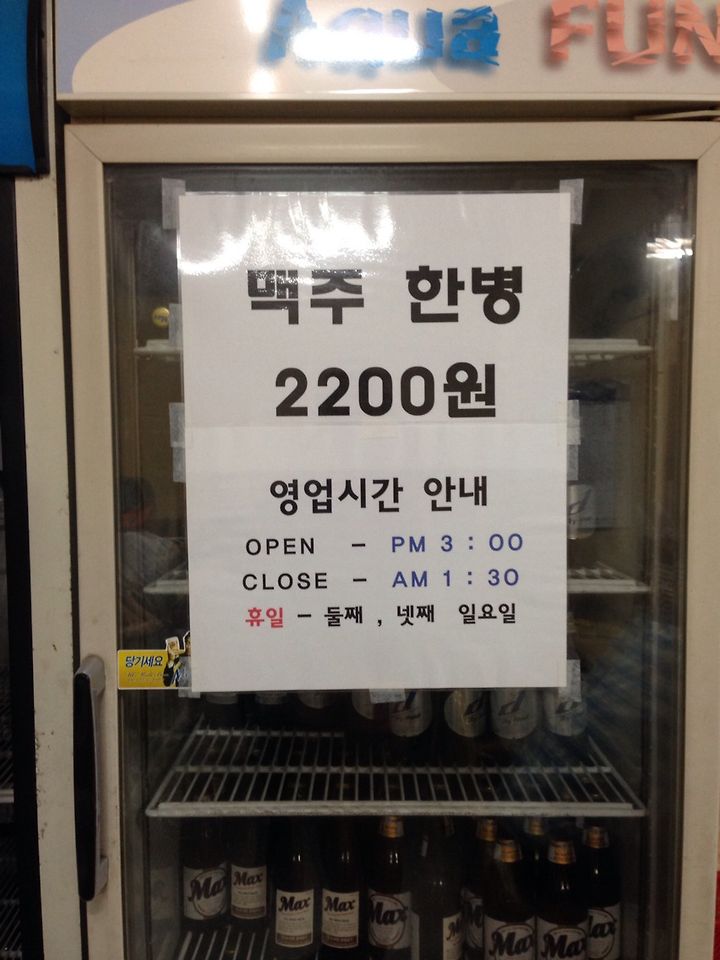 Aqua FUN
맥주 한병
2200원
영업시간 안내
OPEN - PM 3 : 00
CLOSE - AM 1 : 30
휴일 - 둘째 , 넷째 일요일
당기세요
d d d
Max Max Max Max Max Max Max Max